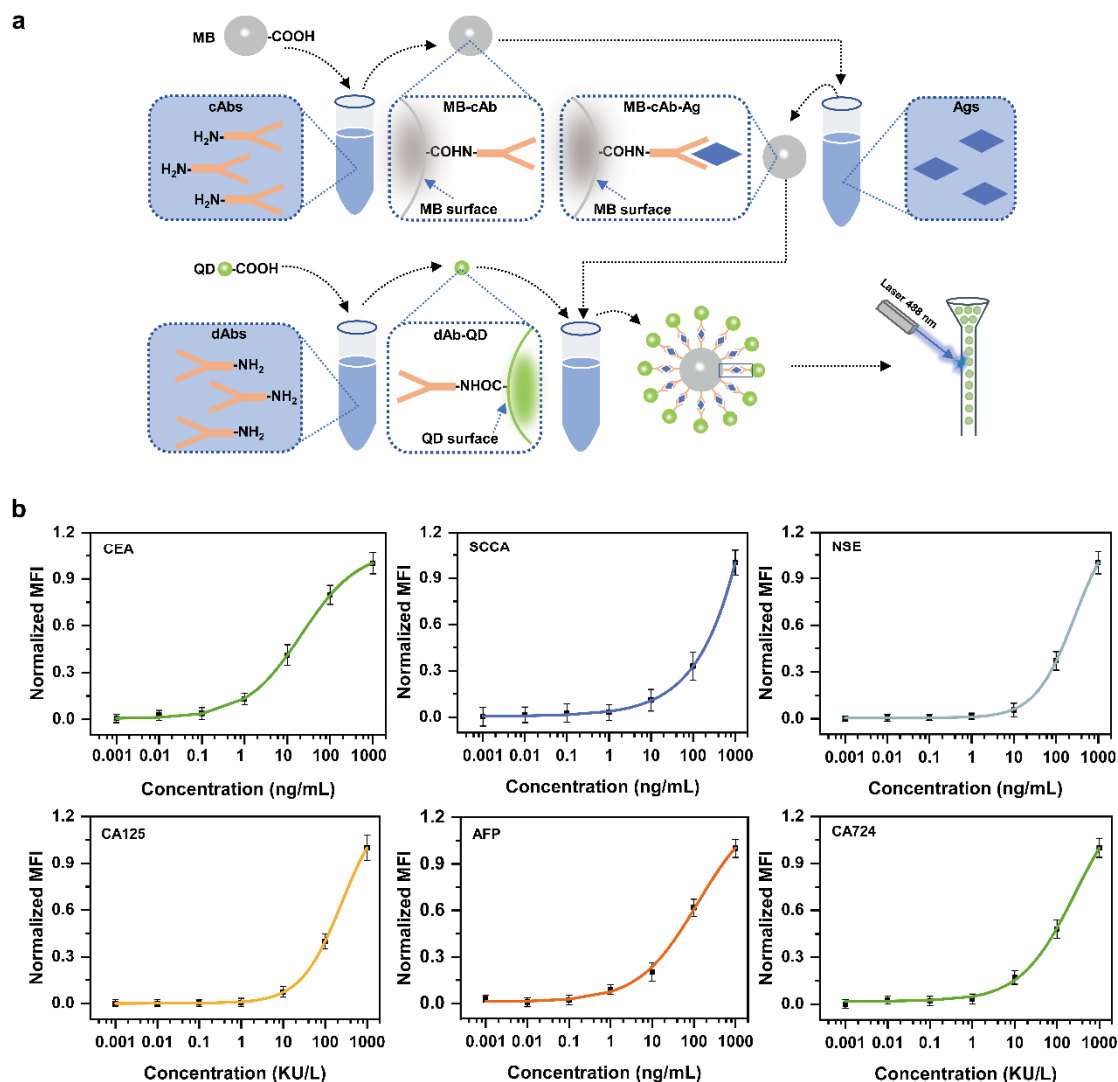 a
MB -COOH
cAbs
H₂N-
H₂N-
H₂N-
MB-cAb
-COHN-
MB surface
MB-cAb-Ag
-COHN-
MB surface
Ags
QD -COOH
dAbs
-NH₂
-NH₂
-NH₂
dAb-QD
-NHOC-
QD surface
Laser 488 nm
b
CEA
Normalized MFI
1.2
0.9
0.6
0.3
0.0
0.001 0.01 0.1 1 10 100 1000
Concentration (ng/mL)
SCCA
Normalized MFI
1.2
0.9
0.6
0.3
0.0
0.001 0.01 0.1 1 10 100 1000
Concentration (ng/mL)
NSE
Normalized MFI
1.2
0.9
0.6
0.3
0.0
0.001 0.01 0.1 1 10 100 1000
Concentration (ng/mL)
CA125
Normalized MFI
1.2
0.9
0.6
0.3
0.0
0.001 0.01 0.1 1 10 100 1000
Concentration (KU/L)
AFP
Normalized MFI
1.2
0.9
0.6
0.3
0.0
0.001 0.01 0.1 1 10 100 1000
Concentration (ng/mL)
CA724
Normalized MFI
1.2
0.9
0.6
0.3
0.0
0.001 0.01 0.1 1 10 100 1000
Concentration (KU/L)